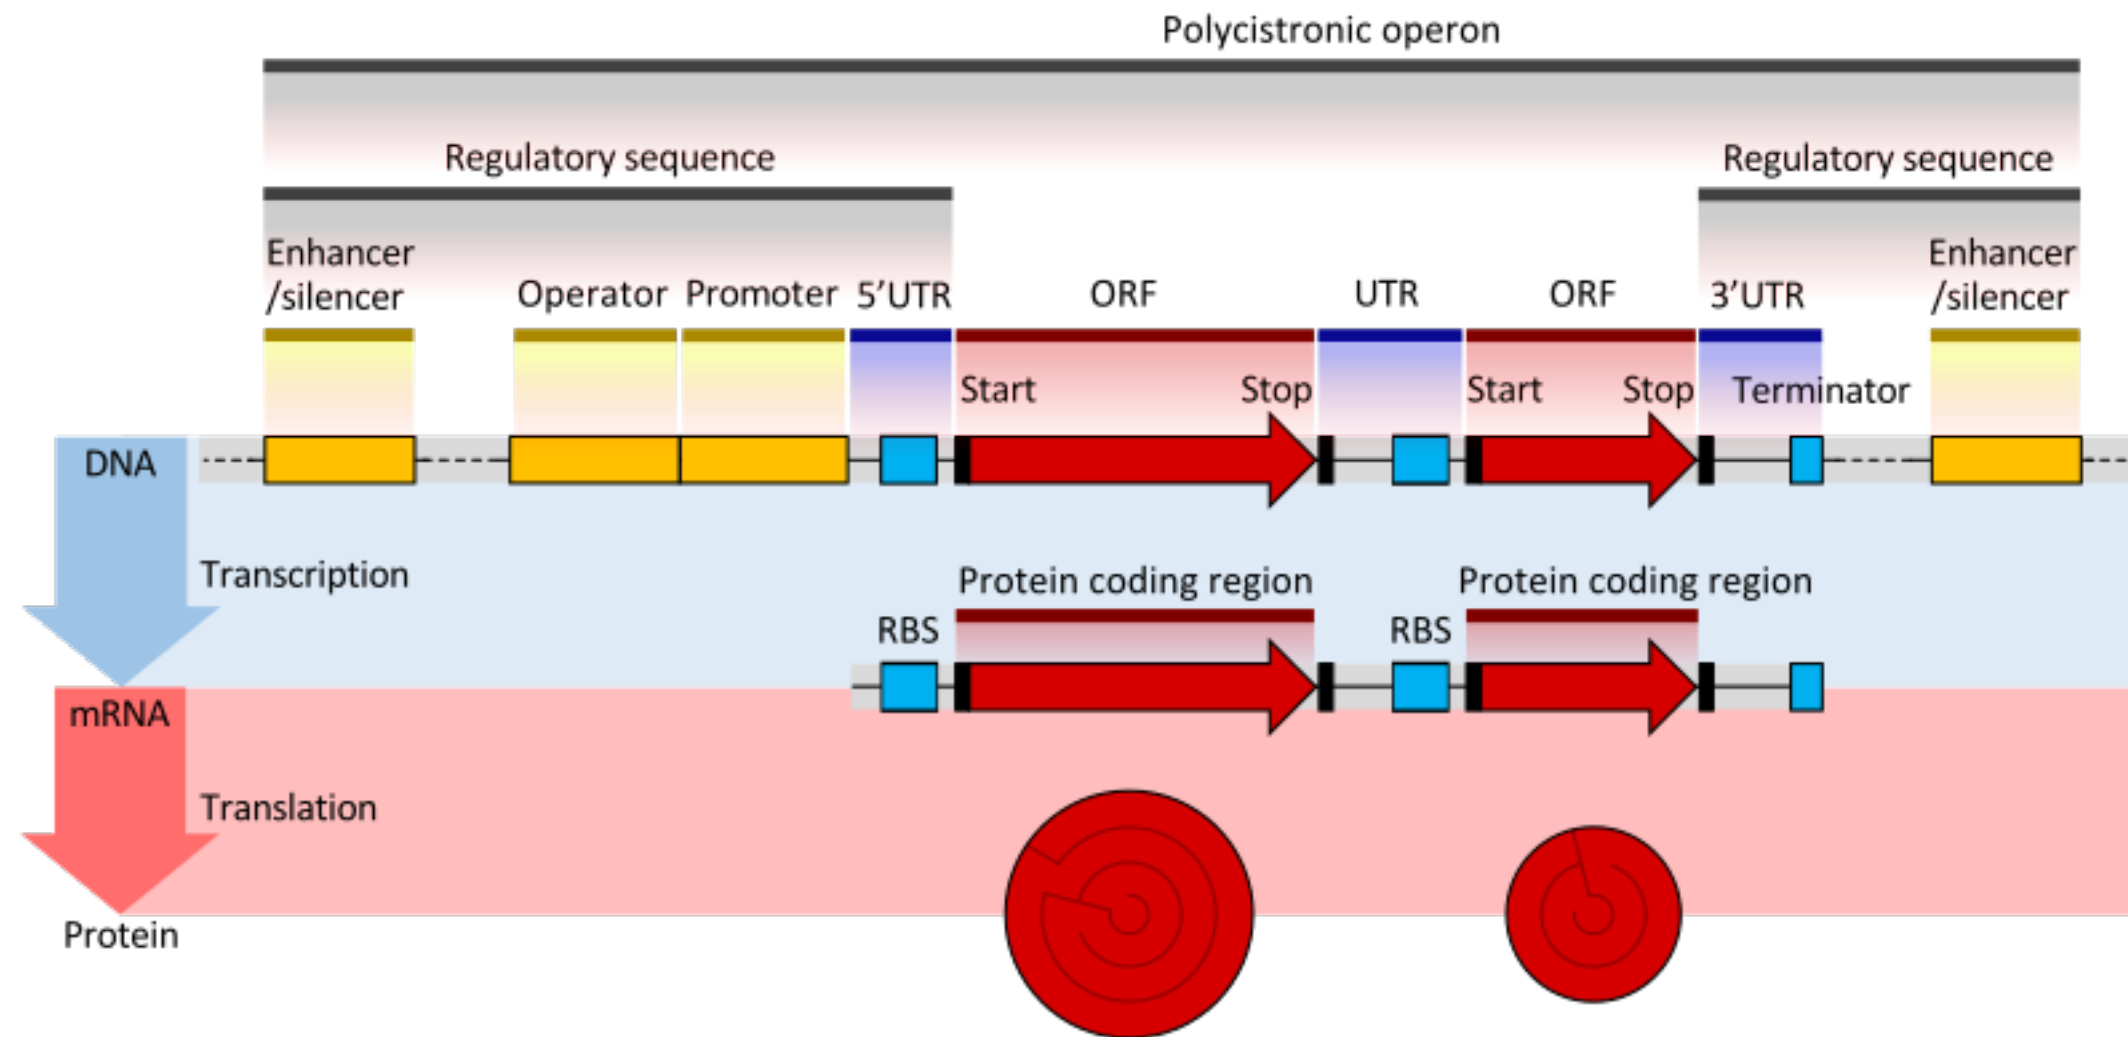 Polycistronic operon
Regulatory sequence
Regulatory sequence
Enhancer
/silencer
Operator
Promoter
5’UTR
ORF
UTR
ORF
3’UTR
Enhancer
/silencer
Start
Stop
Start
Stop
Terminator
DNA
Transcription
Protein coding region
Protein coding region
RBS
RBS
mRNA
Translation
Protein